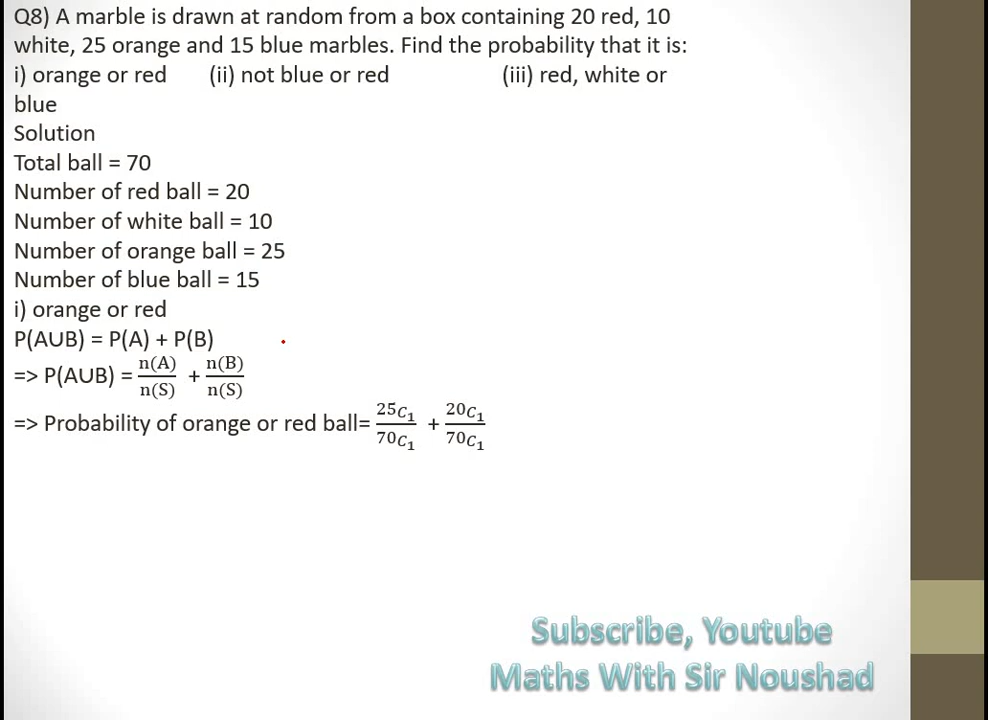 Q8) A marble is drawn at random from a box containing 20 red, 10
white, 25 orange and 15 blue marbles. Find the probability that it is:
i) orange or red (ii) not blue or red (iii) red, white or
blue
Solution
Total ball = 70
Number of red ball = 20
Number of white ball = 10
Number of orange ball = 25
Number of blue ball = 15
i) orange or red
P(AUB) = P(A) + P(B)
=> P(AUB) = n(A)/n(S) + n(B)/n(S)
=> Probability of orange or red ball= 25C₁/70C₁ + 20C₁/70C₁
Subscribe, Youtube
Maths With Sir Noushad